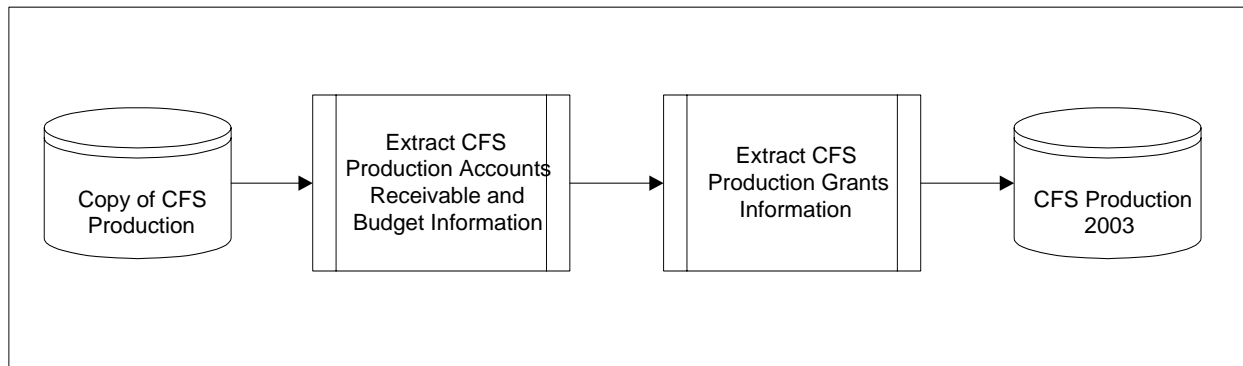 Copy of CFS
Production
Extract CFS
Production Accounts
Receivable and
Budget Information
Extract CFS
Production Grants
Information
CFS Production
2003